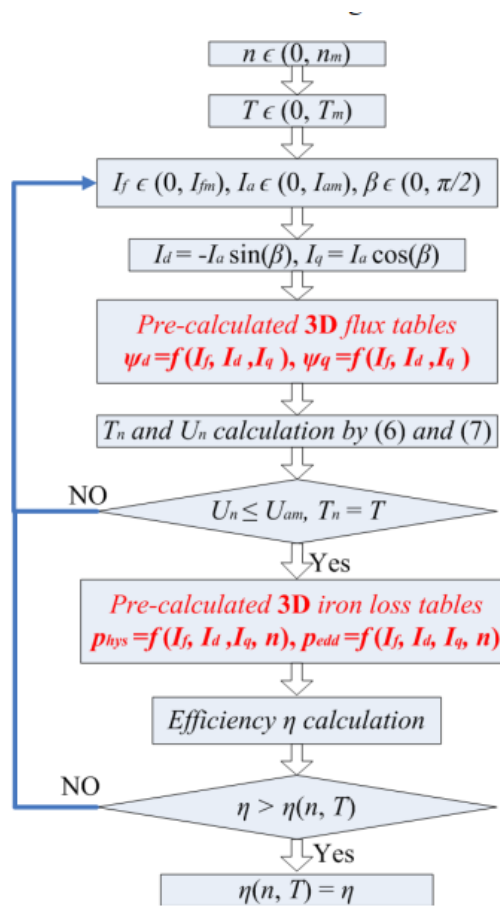 n ϵ (0, nm)
T ϵ (0, Tm)
If ϵ (0, Ifm), Ia ϵ (0, Iam), β ϵ (0, π/2)
Id = -Ia sin(β), Iq = Ia cos(β)
Pre-calculated 3D flux tables
ψd=f(If, Id ,Iq ), ψq=f(If, Id ,Iq )
Tn and Un calculation by (6) and (7)
NO
Un ≤ Uam, Tn = T
Yes
Pre-calculated 3D iron loss tables
phys=f(If, Id ,Iq, n), pedd=f(If, Id, Iq, n)
Efficiency η calculation
NO
η > η(n, T)
Yes
η(n, T) = η